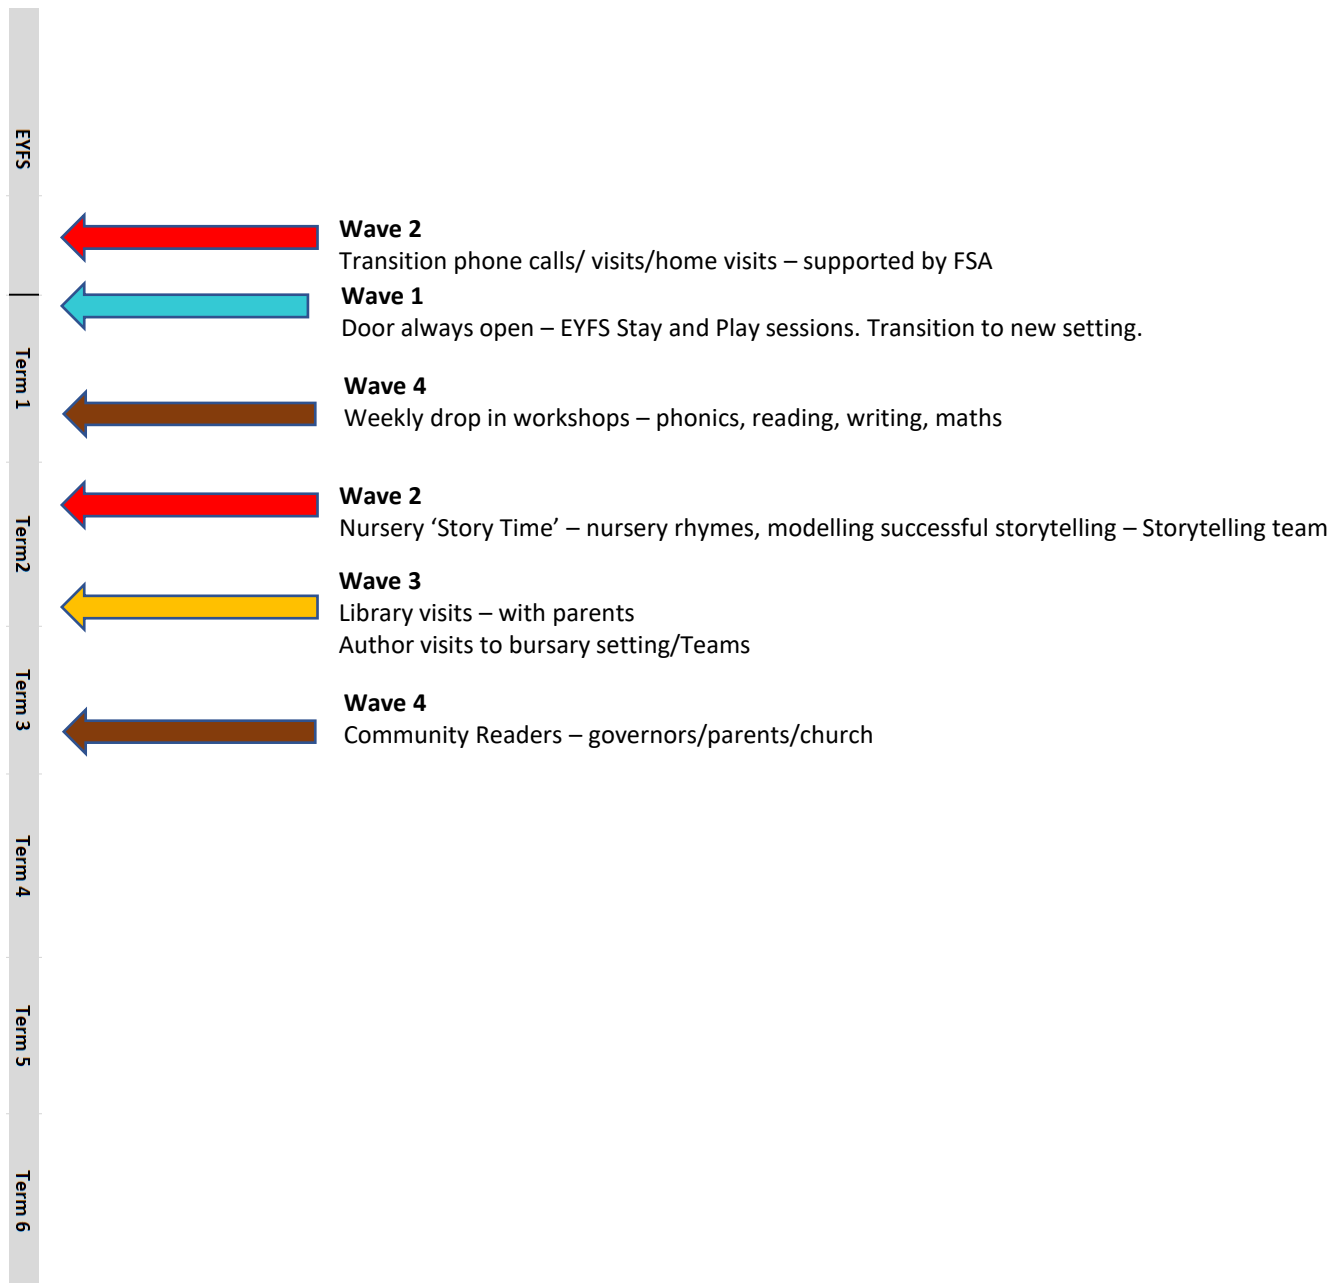 EYFS
Wave 2
Transition phone calls/ visits/home visits – supported by FSA
Wave 1
Door always open – EYFS Stay and Play sessions. Transition to new setting.
Term 1
Wave 4
Weekly drop in workshops – phonics, reading, writing, maths
Term2
Wave 2
Nursery ‘Story Time’ – nursery rhymes, modelling successful storytelling – Storytelling team
Wave 3
Library visits – with parents
Author visits to bursary setting/Teams
Term 3
Wave 4
Community Readers – governors/parents/church
Term 4
Term 5
Term 6